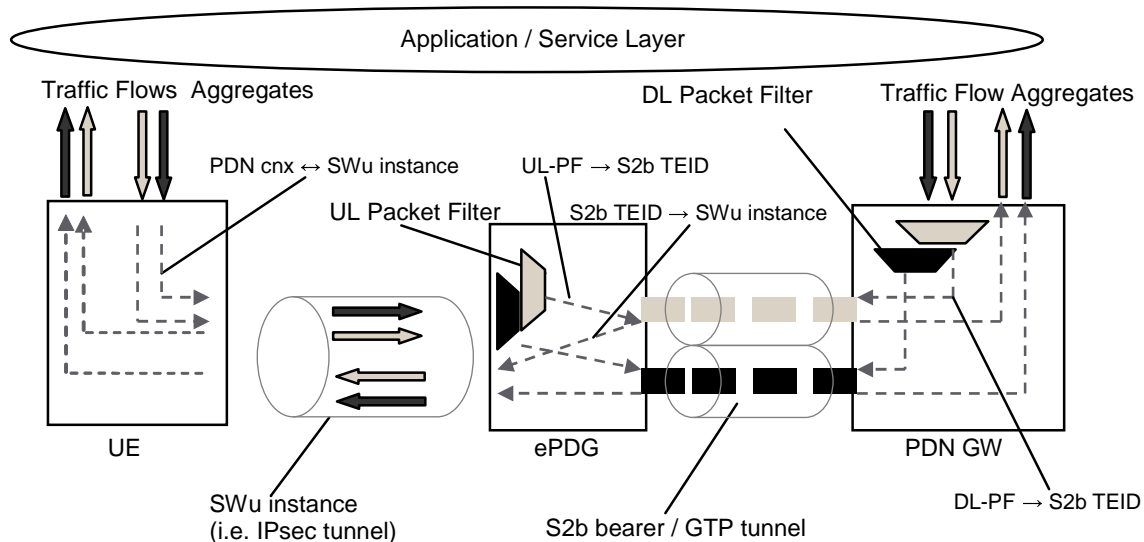 Application / Service Layer
Traffic Flows Aggregates
DL Packet Filter
Traffic Flow Aggregates
PDN cnx ↔ SWu instance
UL-PF → S2b TEID
UL Packet Filter
S2b TEID → SWu instance
UE
ePDG
PDN GW
SWu instance
(i.e. IPsec tunnel)
S2b bearer / GTP tunnel
DL-PF → S2b TEID